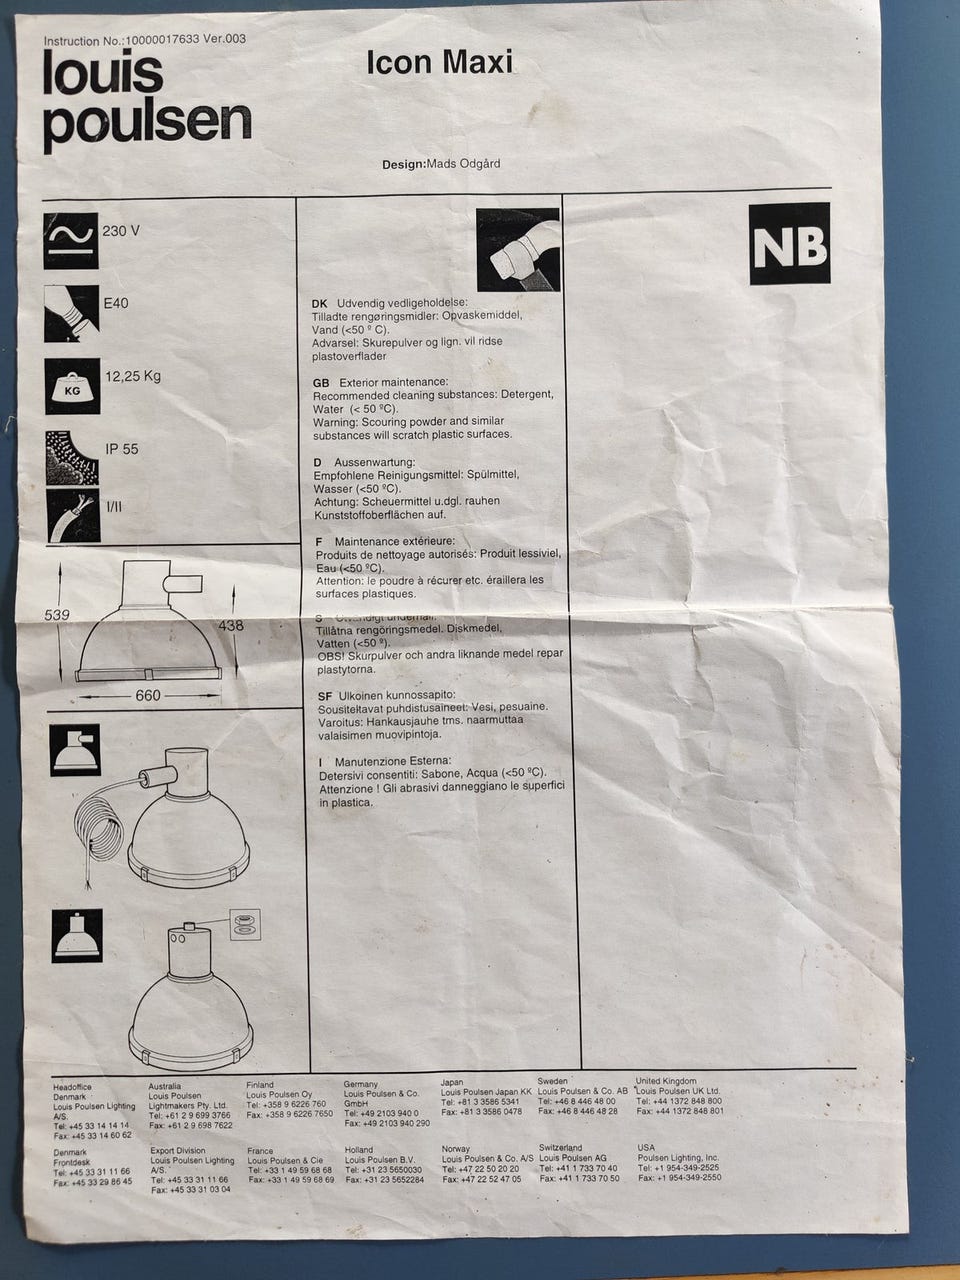 Instruction No.:10000017633 Ver.003
louis
poulsen
Icon Maxi
Design:Mads Odgård
230 V
E40
KG
12,25 Kg
IP 55
I/II
539
438
660
DK Udvendig vedligeholdelse:
Tilladte rengøringsmidler: Opvaskemiddel,
Vand (<50 º C).
Advarsel: Skurepulver og lign. vil ridse
plastoverflader
GB Exterior maintenance:
Recommended cleaning substances: Detergent,
Water (< 50 ºC).
Warning: Scouring powder and similar
substances will scratch plastic surfaces.
D Aussenwartung:
Empfohlene Reinigungsmittel: Spülmittel,
Wasser (<50 ºC).
Achtung: Scheuermittel u.dgl. rauhen
Kunststoffoberflächen auf.
F Maintenance extérieure:
Produits de nettoyage autorisés: Produit lessiviel,
Eau (<50 ºC).
Attention: le poudre à récurer etc. éraillera les
surfaces plastiques.
S
Tillåtna rengöringsmedel. Diskmedel,
Vatten (<50 º).
OBS! Skurpulver och andra liknande medel repar
plastytorna.
SF Ulkoinen kunnossapito:
Sousiteltavat puhdistusaineet: Vesi, pesuaine.
Varoitus: Hankausjauhe tms. naarmuttaa
valaisimen muovipintoja.
I Manutenzione Esterna:
Detersivi consentiti: Sabone, Acqua (<50 ºC).
Attenzione ! Gli abrasivi danneggiano le superfici
in plastica.
NB
Headoffice
Denmark
Louis Poulsen Lighting
A/S.
Tel: +45 33 14 14 14
Fax: +45 33 14 60 62
Australia
Louis Poulsen
Lightmakers Pty. Ltd.
Tel: +61 2 9 699 3766
Fax: +61 2 9 698 7622
Finland
Louis Poulsen Oy
Tel: +358 9 6226 760
Fax: +358 9 6226 7650
Germany
Louis Poulsen & Co.
GmbH
Tel: +49 2103 940 0
Fax: +49 2103 940 290
Japan
Louis Poulsen Japan KK
Tel: +81 3 3586 5341
Fax: +81 3 3586 0478
Sweden
Louis Poulsen & Co. AB
Tel: +46 8 446 48 00
Fax: +46 8 446 48 28
United Kingdom
Louis Poulsen UK Ltd.
Tel: +44 1372 848 800
Fax: +44 1372 848 801
Denmark
Frontdesk
Tel: +45 33 31 11 66
Fax: +45 33 29 86 45
Export Division
Louis Poulsen Lighting
A/S.
Tel: +45 33 31 11 66
Fax: +45 33 31 03 04
France
Louis Poulsen & Cie
Tel: +33 1 49 59 68 68
Fax: +33 1 49 59 68 69
Holland
Louis Poulsen B.V.
Tel: +31 23 5650030
Fax: +31 23 5652284
Norway
Louis Poulsen & Co. A/S
Tel: +47 22 50 20 20
Fax: +47 22 52 47 05
Switzerland
Louis Poulsen AG
Tel: +41 1 733 70 40
Fax: +41 1 733 70 50
USA
Poulsen Lighting, Inc.
Tel: +1 954-349-2525
Fax: +1 954-349-2550